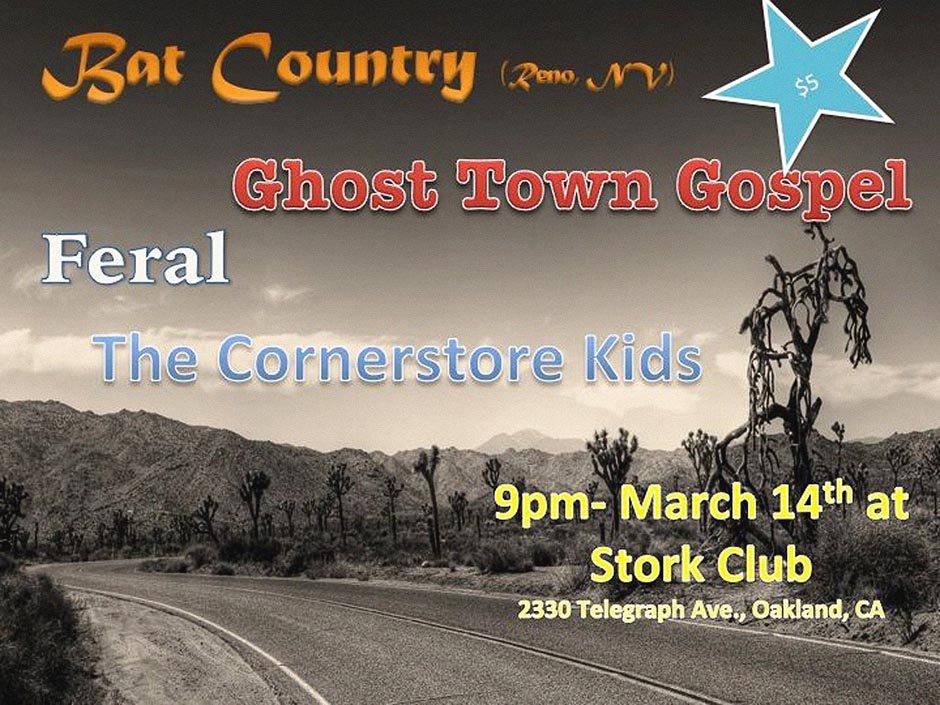 Bat Country (Reno, NV)
$5
Ghost Town Gospel
Feral
The Cornerstore Kids
9pm- March 14th at
Stork Club
2330 Telegraph Ave., Oakland, CA